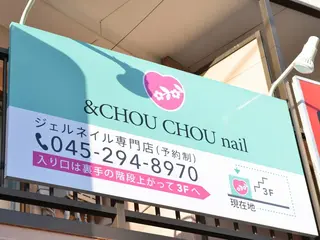 &CHOU CHOU nail
ジェルネイル専門店(予約制)
045-294-8970
入り口は裏手の階段上がって3Fへ
3F
現在地